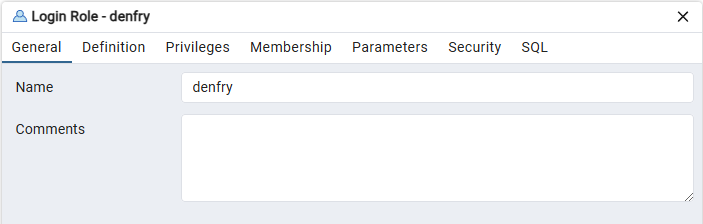 Login Role - denfry
General Definition Privileges Membership Parameters Security SQL
Name denfry
Comments